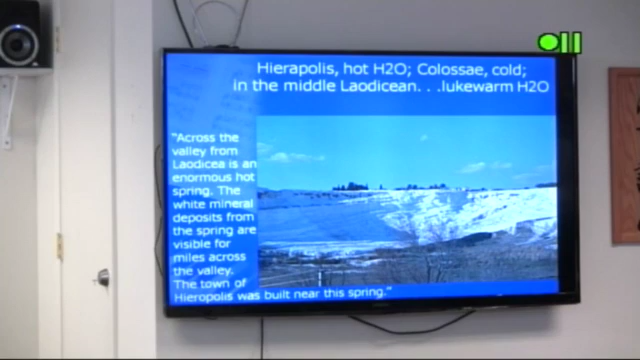 Hierapolis, hot H2O; Colossae, cold;
in the middle Laodicean. . .lukewarm H2O
"Across the
valley from
Laodicea is an
enormous hot
spring. The
white mineral
deposits from
the spring are
visible for
miles across
the valley.
The town of
Hieropolis was built near this spring."